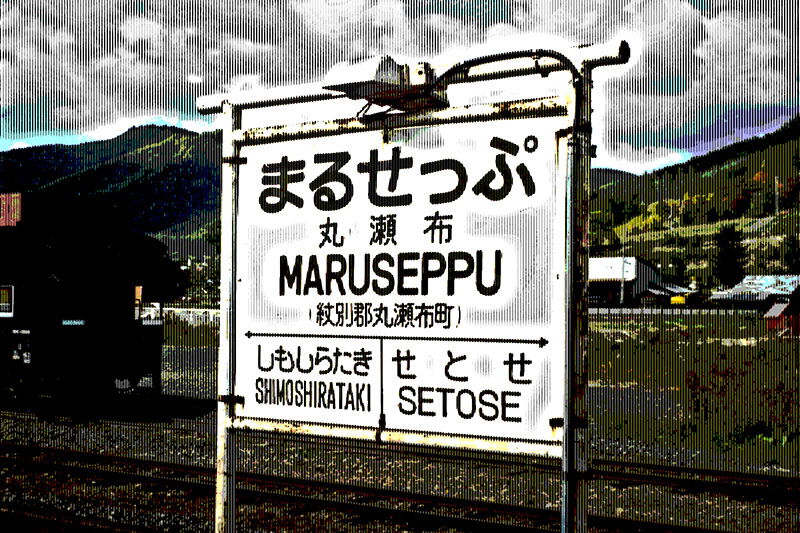 まるせっぷ
丸瀬布
MARUSEPPU
(紋別郡丸瀬布町)
しもしらたき せとせ
SHIMOSHIRATAKI SETOSE